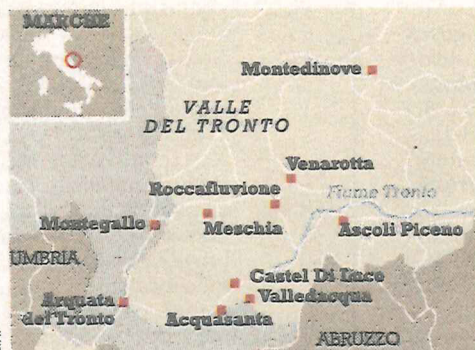 MARCHE
Montedinove
VALLE
DEL TRONTO
Venarotta
Roccafluvione
Fiume Tronto
Montegallo
Meschia
Ascoli Piceno
UMBRIA
Castel Di Luco
Arquata
del Tronto
Valledacqua
Acquasanta
ABRUZZO